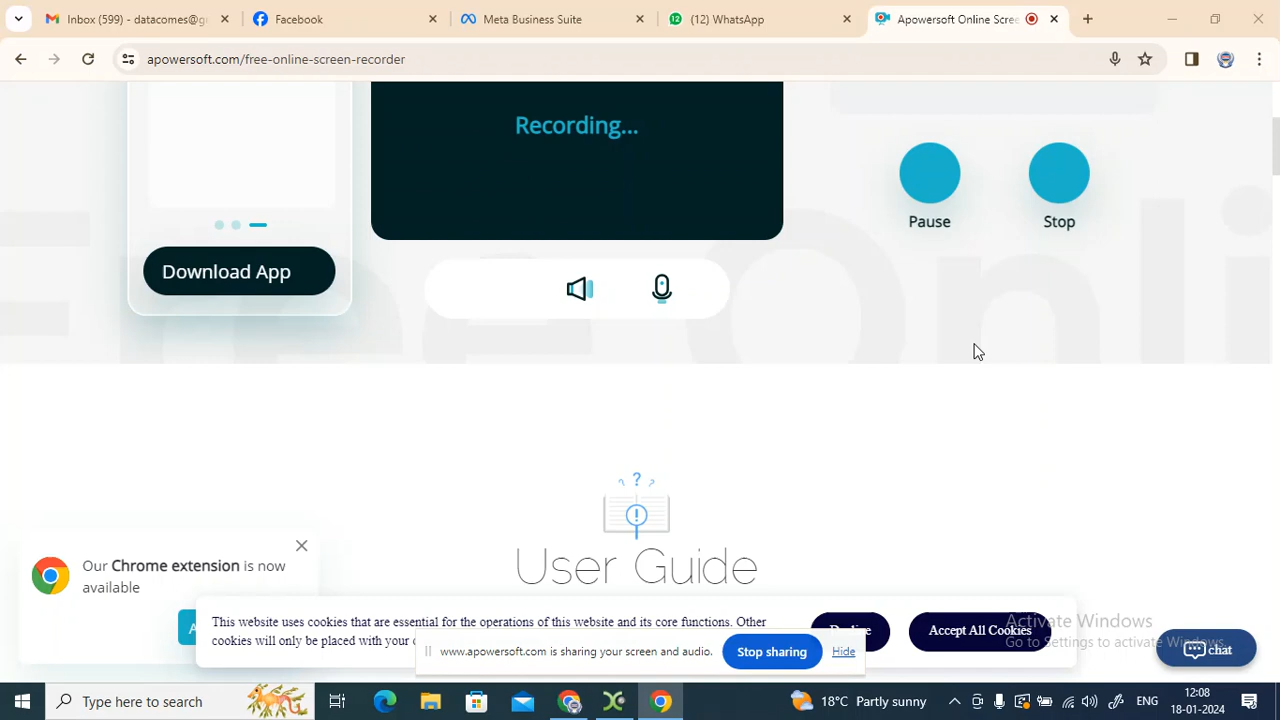 Inbox (599) - datacomes@g
Facebook
Meta Business Suite
(12) WhatsApp
Apowersoft Online Scree
apowersoft.com/free-online-screen-recorder
Recording...
Pause
Stop
Download App
User Guide
Our Chrome extension is now
available
This website uses cookies that are essential for the operations of this website and its core functions. Other
cookies will only be placed with your
Decline
Accept All Cookies
www.apowersoft.com is sharing your screen and audio.
Stop sharing
Hide
Activate Windows
Go to Settings to activate Windows.
chat
Type here to search
18°C Partly sunny
ENG
12:08
18-01-2024